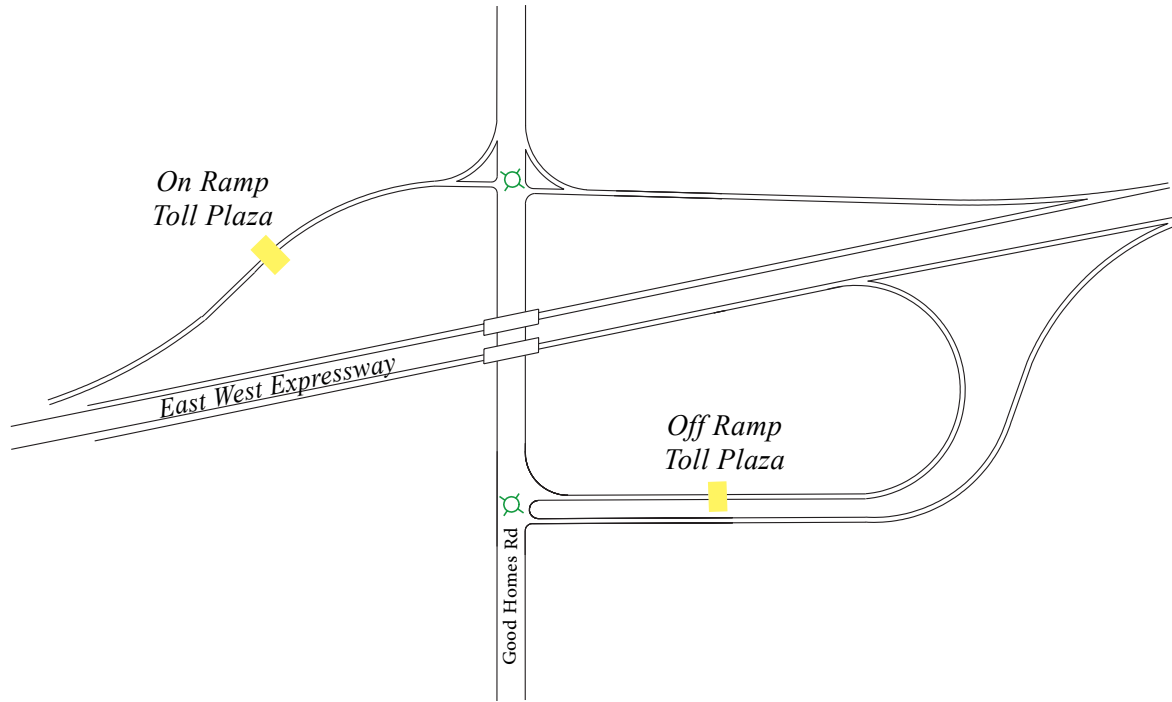 On Ramp
Toll Plaza
East West Expressway
Off Ramp
Toll Plaza
Good Homes Rd